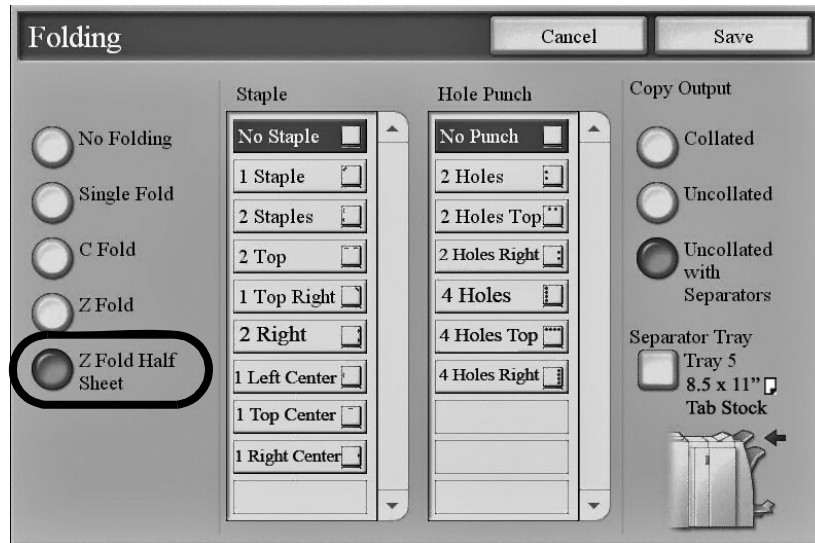 Folding
Cancel
Save
No Folding
Single Fold
C Fold
Z Fold
Z Fold Half
Sheet
Staple
No Staple
1 Staple
2 Staples
2 Top
1 Top Right
2 Right
1 Left Center
1 Top Center
1 Right Center
Hole Punch
No Punch
2 Holes
2 Holes Top
2 Holes Right
4 Holes
4 Holes Top
4 Holes Right
Copy Output
Collated
Uncollated
Uncollated
with
Separators
Separator Tray
Tray 5
8.5 x 11”
Tab Stock